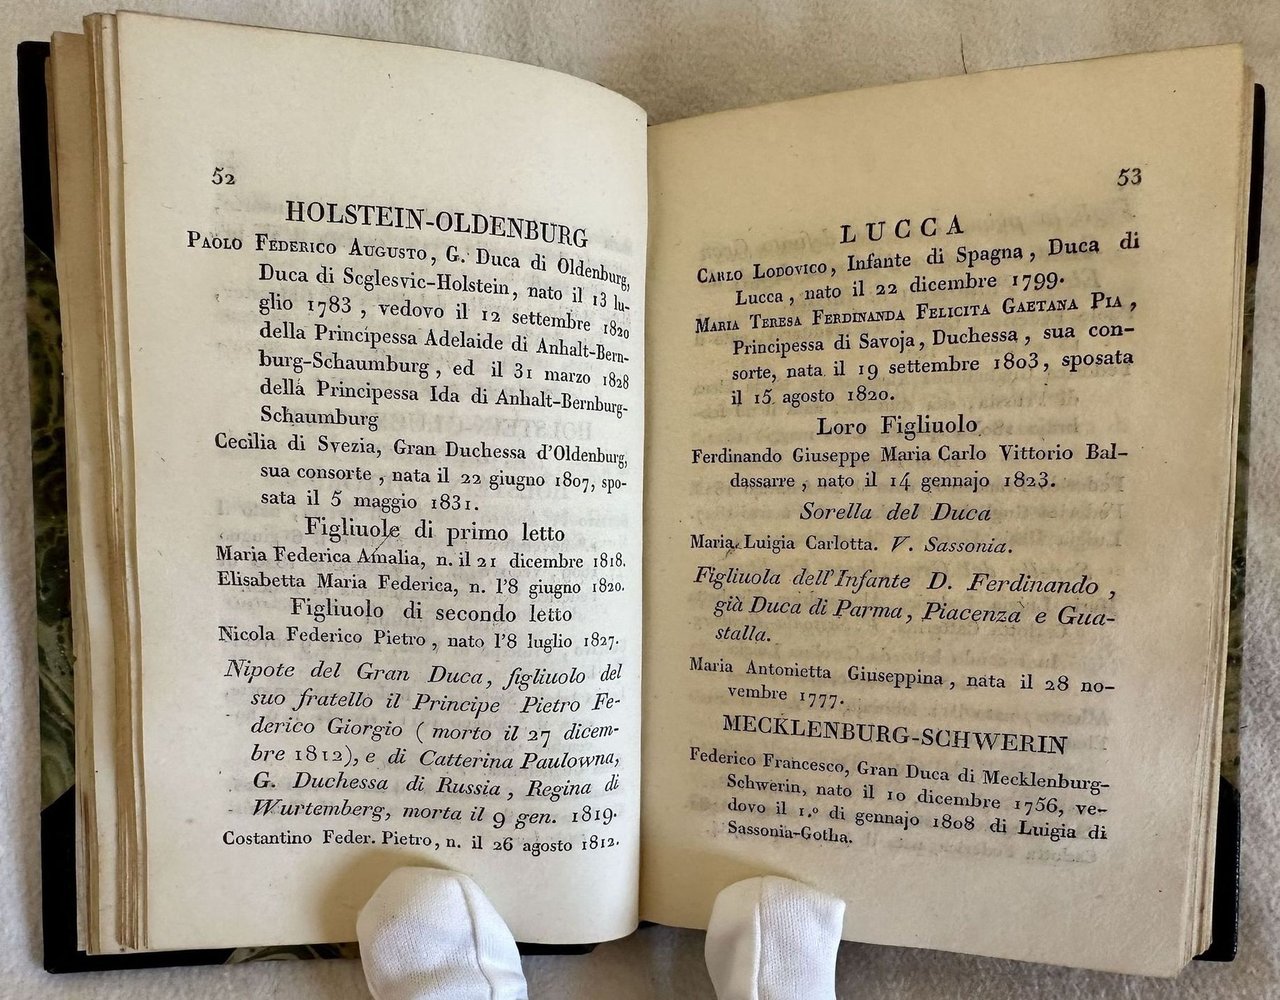 52
HOLSTEIN-OLDENBURG
PAOLO FEDERICO AUGUSTO, G. Duca di Oldenburg,
Duca di Scglesvic-Holstein, nato il 13 lu-
glio 1783, vedovo il 12 settembre 1820
della Principessa Adelaide di Anhalt-Bern-
burg-Schaumburg, ed il 31 marzo 1828
della Principessa Ida di Anhalt-Bernburg-
Schaumburg
Cecilia di Svezia, Gran Duchessa d'Oldenburg,
sua consorte, nata il 22 giugno 1807, spo-
sata il 5 maggio 1831.
Figliuole di primo letto
Maria Federica Amalia, n. il 21 dicembre 1818.
Elisabetta Maria Federica, n. l'8 giugno 1820.
Figliuolo di secondo letto
Nicola Federico Pietro, nato l'8 luglio 1827.
Nipote del Gran Duca, figliuolo del
suo fratello il Principe Pietro Fe-
derico Giorgio (morto il 27 dicem-
bre 1812), e di Catterina Paulowna,
G. Duchessa di Russia, Regina di
Wurtemberg, morta il 9 gen. 1819.
Costantino Feder. Pietro, n. il 26 agosto 1812.
53
LUCCA
CARLO LODOVICO, Infante di Spagna, Duca di
Lucca, nato il 22 dicembre 1799.
MARIA TERESA FERDINANDA FELICITA GAETANA PIA,
Principessa di Savoja, Duchessa, sua con-
sorte, nata il 19 settembre 1803, sposata
il 15 agosto 1820.
Loro Figliuolo
Ferdinando Giuseppe Maria Carlo Vittorio Bal-
dassarre, nato il 14 gennajo 1823.
Sorella del Duca
Maria Luigia Carlotta. V. Sassonia.
Figliuola dell'Infante D. Ferdinando,
già Duca di Parma, Piacenza e Gua-
stalla.
Maria Antonietta Giuseppina, nata il 28 no-
vembre 1777.
MECKLENBURG-SCHWERIN
Federico Francesco, Gran Duca di Mecklenburg-
Schwerin, nato il 10 dicembre 1756, ve-
dovo il 1.º di gennajo 1808 di Luigia di
Sassonia-Gotha.